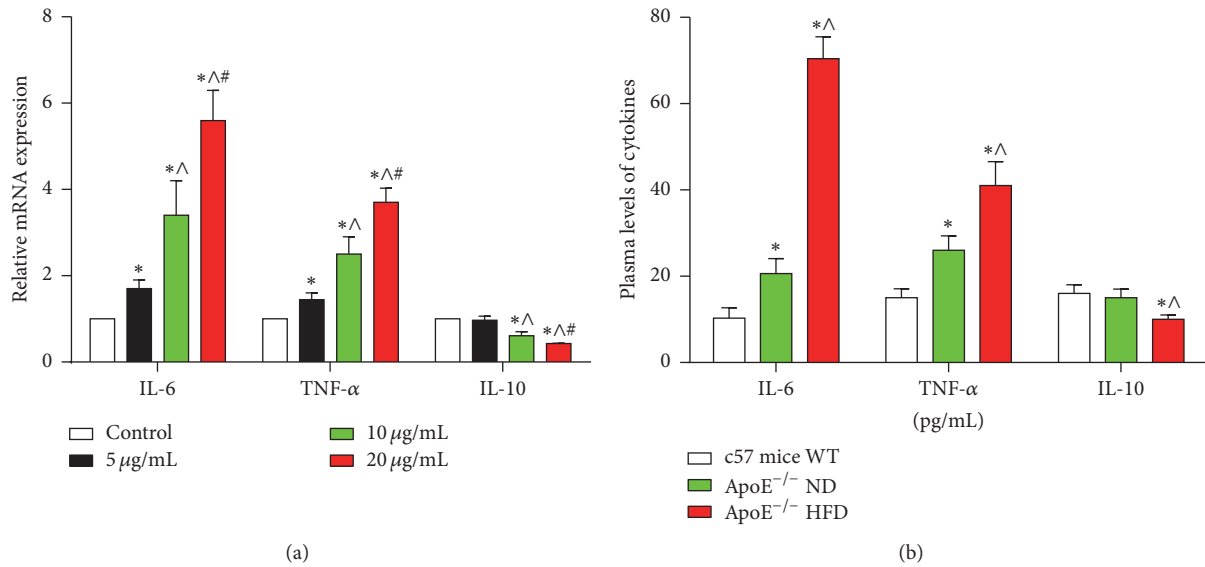 Relative mRNA expression
8
6
4
2
0
*
*^
*^#
*
*^
*^#
*^
*^#
IL-6 TNF-α IL-10
Control
5 μg/mL
10 μg/mL
20 μg/mL
(a)
Plasma levels of cytokines
80
60
40
20
0
*
*^
*
*^
*^
IL-6 TNF-α IL-10
(pg/mL)
c57 mice WT
ApoE⁻/⁻ ND
ApoE⁻/⁻ HFD
(b)